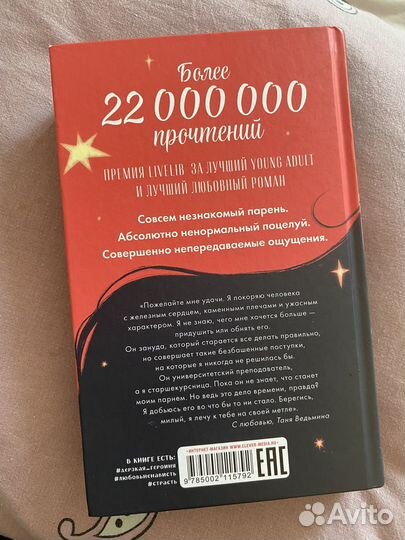 Более
22 000 000
прочтений
ПРЕМИЯ LIVELIB ЗА ЛУЧШИЙ YOUNG ADULT
И ЛУЧШИЙ ЛЮБОВНЫЙ РОМАН
Совсем незнакомый парень.
Абсолютно ненормальный поцелуй.
Совершенно непередаваемые ощущения.
«Пожелайте мне удачи. Я покоряю человека
с железным сердцем, каменными плечами и ужасным
характером. Я не знаю, чего мне хочется больше —
придушить или обнять его.
Он зануда, который старается все делать правильно,
но совершает такие безбашенные поступки,
на которые я никогда не решилась бы.
Он университетский преподаватель,
а я старшекурсница. Пока он не знает, что станет
моим парнем. Но ведь это дело времени, правда?
Я добьюсь его во что бы то ни стало. Берегись,
милый, я лечу к тебе на своей метле».
С любовью, Таня Ведьмина
В КНИГЕ ЕСТЬ:
#ДЕРЗКАЯ_ГЕРОИНЯ
#ЛЮБОВЬНЕНАВИСТЬ
#СТРАСТЬ
•ИНТЕРНЕТ-МАГАЗИН WWW.CLEVER-MEDIA.RU•
9785002115792
EAC
Avito